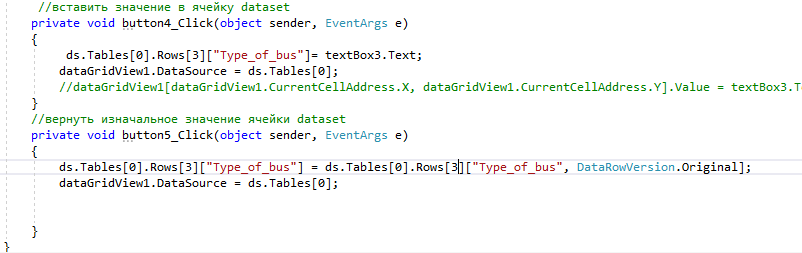 //вставить значение в ячейку dataset
private void button4_Click(object sender, EventArgs e)
{
ds.Tables[0].Rows[3]["Type_of_bus"]= textBox3.Text;
dataGridView1.DataSource = ds.Tables[0];
//dataGridView1[dataGridView1.CurrentCellAddress.X, dataGridView1.CurrentCellAddress.Y].Value = textBox3.T
}
//вернуть изначальное значение ячейки dataset
private void button5_Click(object sender, EventArgs e)
{
ds.Tables[0].Rows[3]["Type_of_bus"] = ds.Tables[0].Rows[3]["Type_of_bus", DataRowVersion.Original];
dataGridView1.DataSource = ds.Tables[0];
}
}